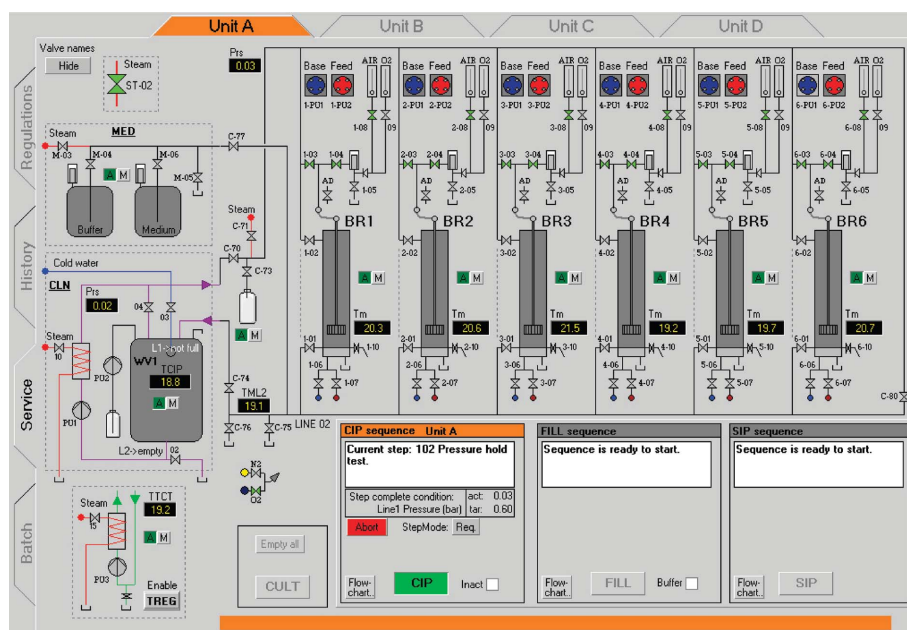 Unit A
Unit B
Unit C
Unit D
Regulations
History
Service
Batch
Valve names
Hide
Steam
ST-02
Prs
0.03
MED
Steam
M-03
M-04
M-06
M-05
A M
Buffer
Medium
C-77
Steam
C-71
C-70
C-73
A M
Cold water
CLN
Prs
0.02
04
03
Steam
10
PU2
PU1
L1->not full
WV1
TCIP
18.8
A M
L2->empty
02
C-74
TML2
19.1
C-76
C-75
LINE 02
N2
O2
Steam
15
TTCT
19.2
A M
PU3
Enable
TREG
Base Feed
1-PU1 1-PU2
AIR O2
1-08
09
1-03
1-04
1-05
AD
BR1
1-02
A M
Tm
20.3
1-01
1-10
1-06
1-07
Base Feed
2-PU1 2-PU2
AIR O2
2-08
09
2-03
2-04
2-05
AD
BR2
2-02
A M
Tm
20.6
2-01
2-10
2-06
2-07
Base Feed
3-PU1 3-PU2
AIR O2
3-08
09
3-03
3-04
3-05
AD
BR3
3-02
A M
Tm
21.5
3-01
3-10
3-06
3-07
Base Feed
4-PU1 4-PU2
AIR O2
4-08
09
4-03
4-04
4-05
AD
BR4
4-02
A M
Tm
19.2
4-01
4-10
4-06
4-07
Base Feed
5-PU1 5-PU2
AIR O2
5-08
09
5-03
5-04
5-05
AD
BR5
5-02
A M
Tm
19.7
5-01
5-10
5-06
5-07
Base Feed
6-PU1 6-PU2
AIR O2
6-08
09
6-03
6-04
6-05
AD
BR6
6-02
A M
Tm
20.7
6-01
6-10
6-06
6-07
C-80
Empty all
CULT
CIP sequence Unit A
Current step: 102 Pressure hold
test.
Step complete condition: act: 0.03
Line1 Pressure (bar) tar: 0.60
Abort
StepMode: Req.
Flow-
chart..
CIP
Inact
FILL sequence
Sequence is ready to start.
Flow-
chart..
FILL
Buffer
SIP sequence
Sequence is ready to start.
Flow-
chart..
SIP